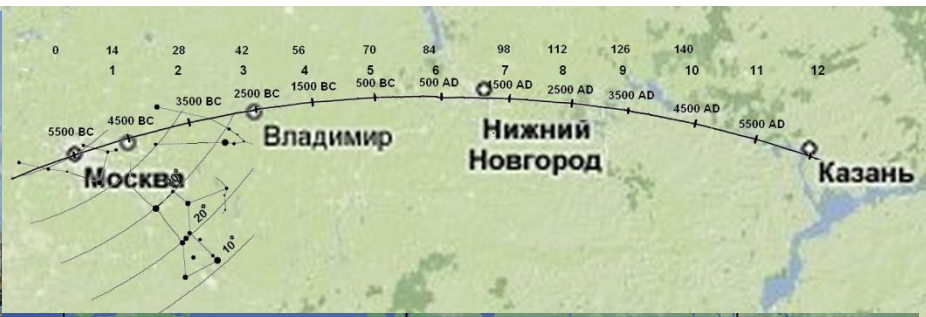 0 14 28 42 56 70 84 98 112 126 140
1 2 3 4 5 6 7 8 9 10 11 12
5500 BC 4500 BC 3500 BC 2500 BC 1500 BC 500 BC 500 AD 1500 AD 2500 AD 3500 AD 4500 AD 5500 AD
Владимир
Нижний
Новгород
Москва
Казань
20°
10°